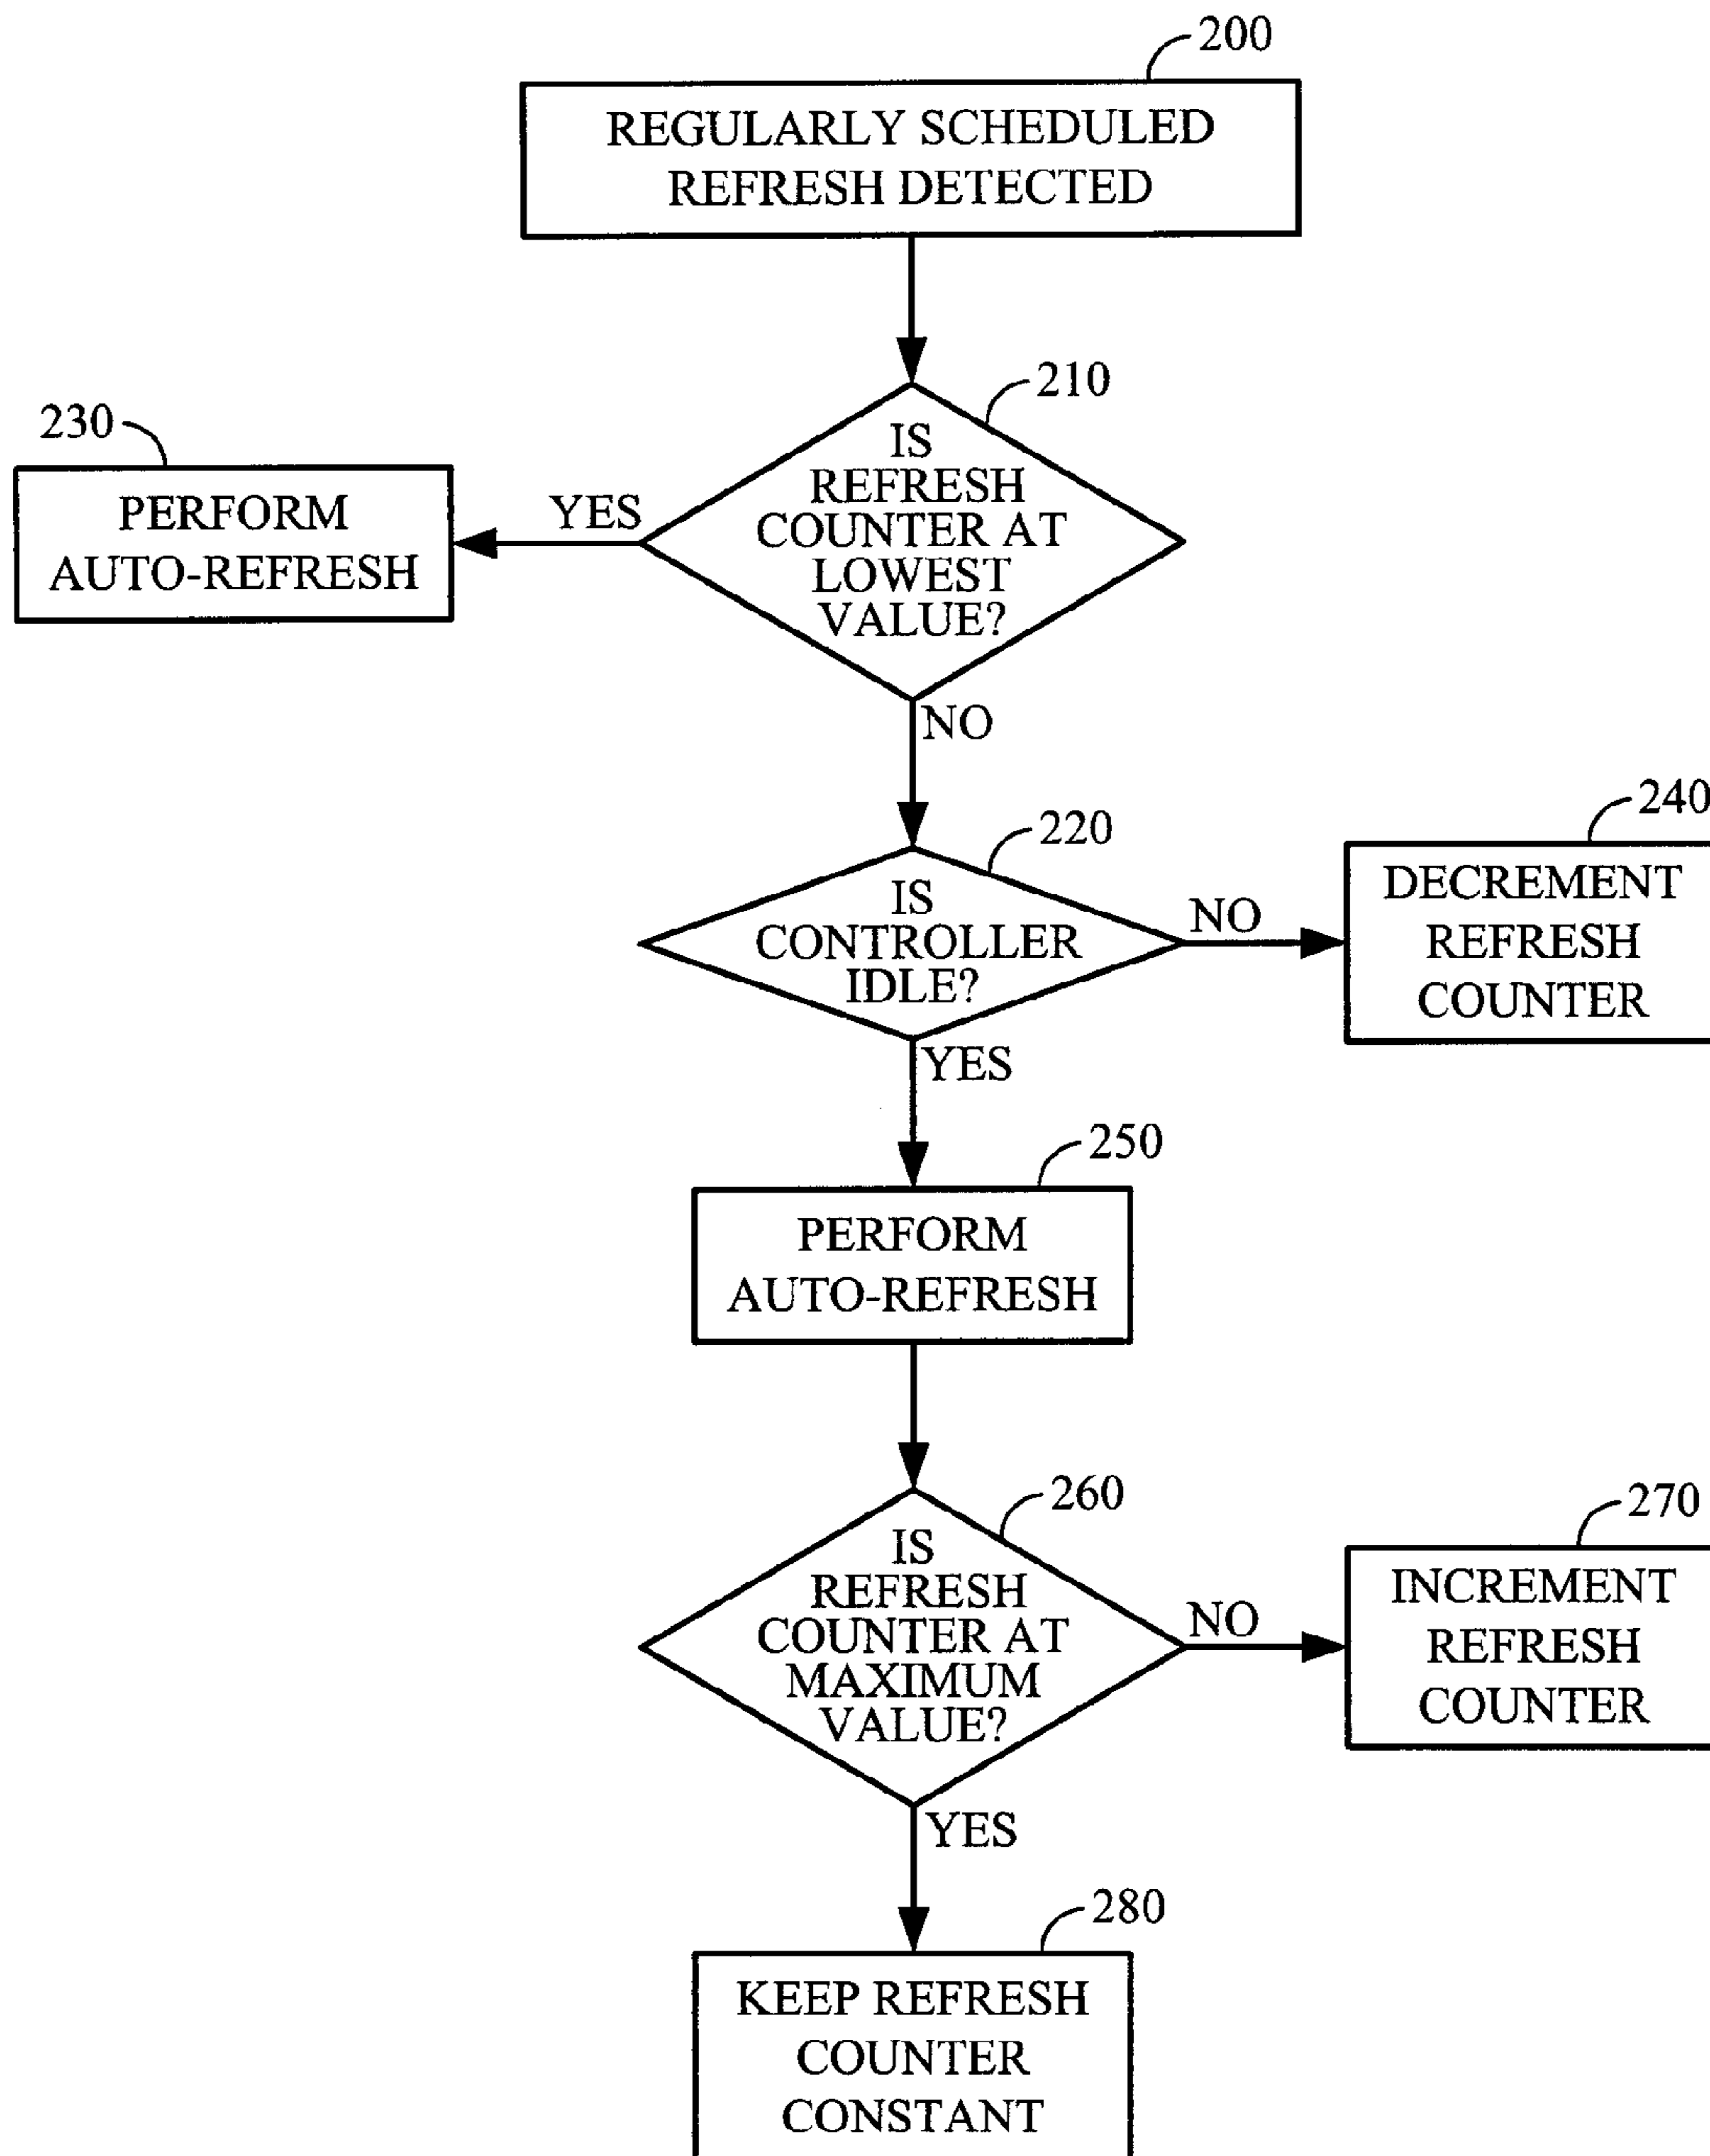 200
REGULARLY SCHEDULED
REFRESH DETECTED
210
IS
REFRESH
COUNTER AT
LOWEST
VALUE?
230
YES
PERFORM
AUTO-REFRESH
NO
220
IS
CONTROLLER
IDLE?
NO
240
DECREMENT
REFRESH
COUNTER
YES
250
PERFORM
AUTO-REFRESH
260
IS
REFRESH
COUNTER AT
MAXIMUM
VALUE?
NO
270
INCREMENT
REFRESH
COUNTER
YES
280
KEEP REFRESH
COUNTER
CONSTANT